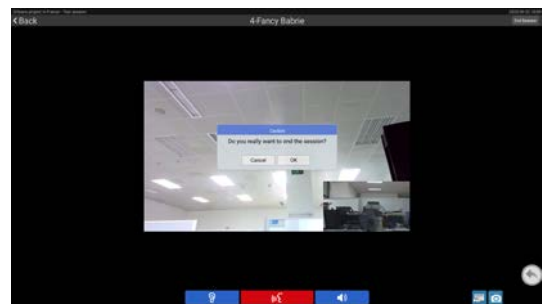 Back
4-Fancy Babrie
End Session
Confirm
Do you really want to end the session?
Cancel
OK